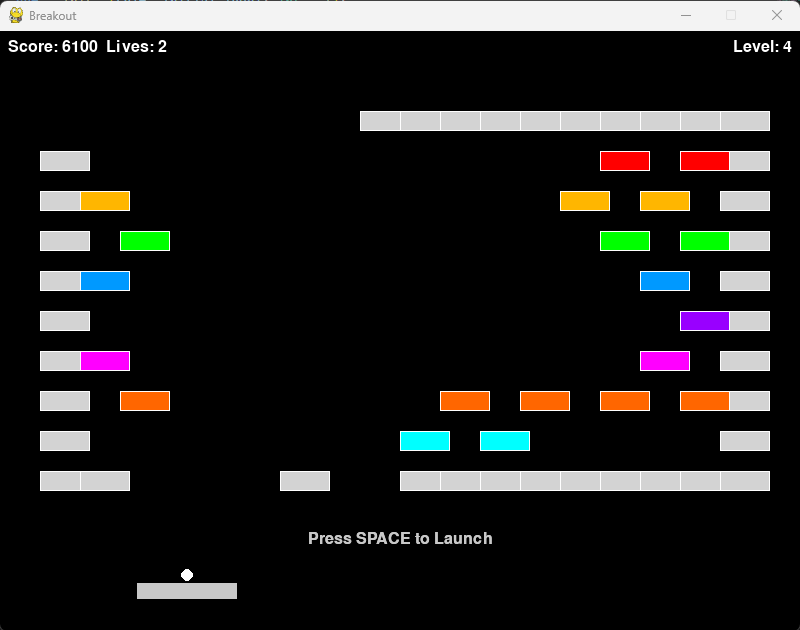 Breakout
Score: 6100 Lives: 2
Level: 4
Press SPACE to Launch